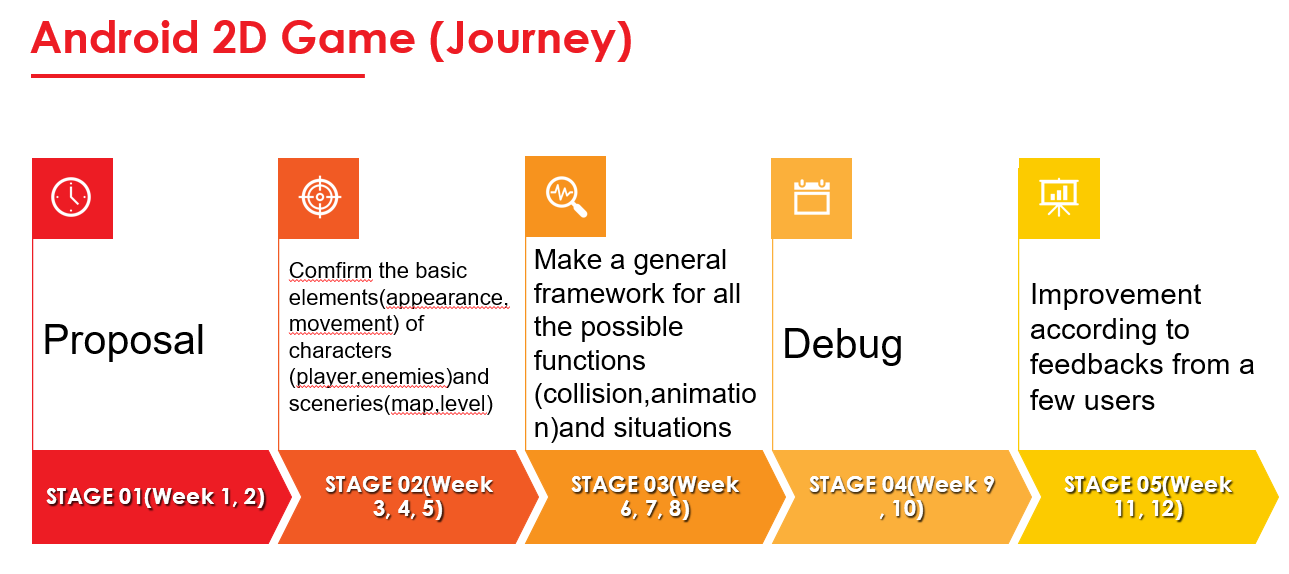 Android 2D Game (Journey)
Proposal
Comfirm the basic
elements(appearance,
movement) of
characters
(player,enemies)and
sceneries(map,level)
Make a general
framework for all
the possible
functions
(collision,animatio
n)and situations
Debug
Improvement
according to
feedbacks from a
few users
STAGE 01(Week 1, 2)
STAGE 02(Week
3, 4, 5)
STAGE 03(Week
6, 7, 8)
STAGE 04(Week 9
, 10)
STAGE 05(Week
11, 12)